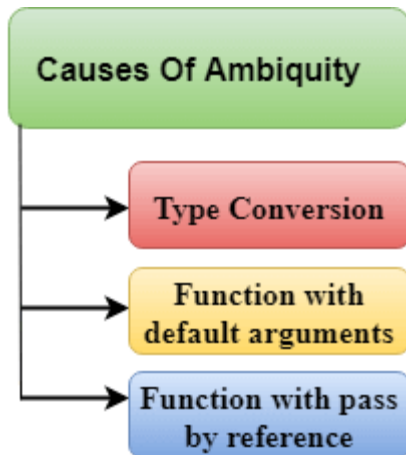 Causes Of Ambiquity
Type Conversion
Function with
default arguments
Function with pass
by reference